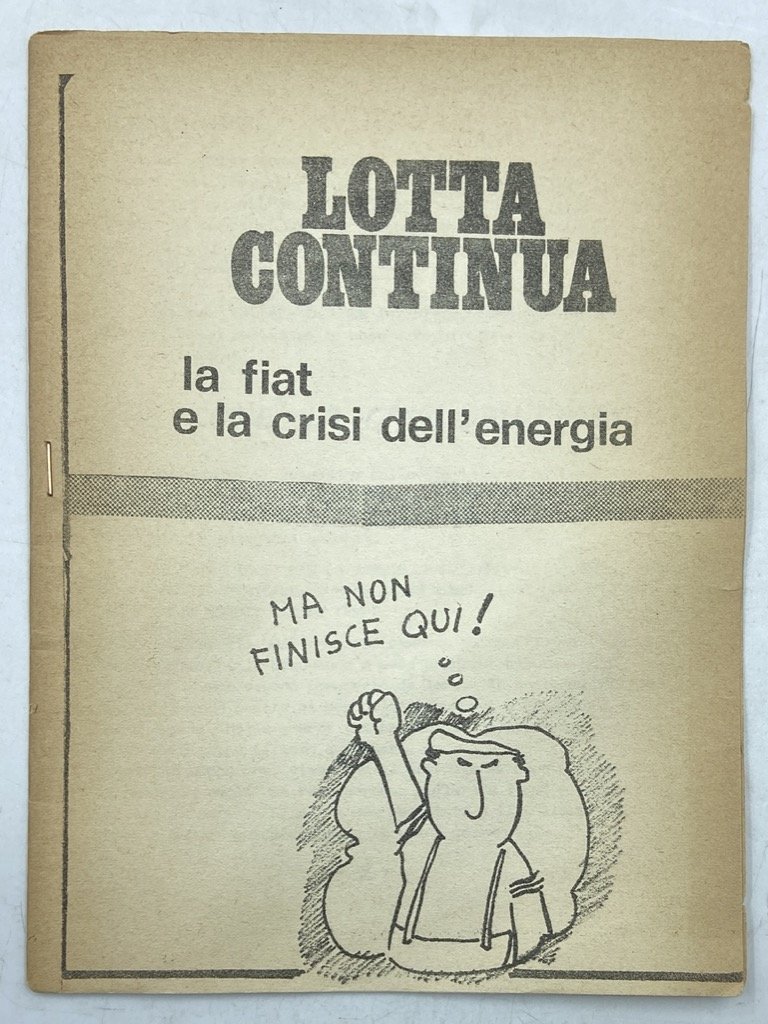 LOTTA
CONTINUA
la fiat
e la crisi dell'energia
MA NON
FINISCE QUI!